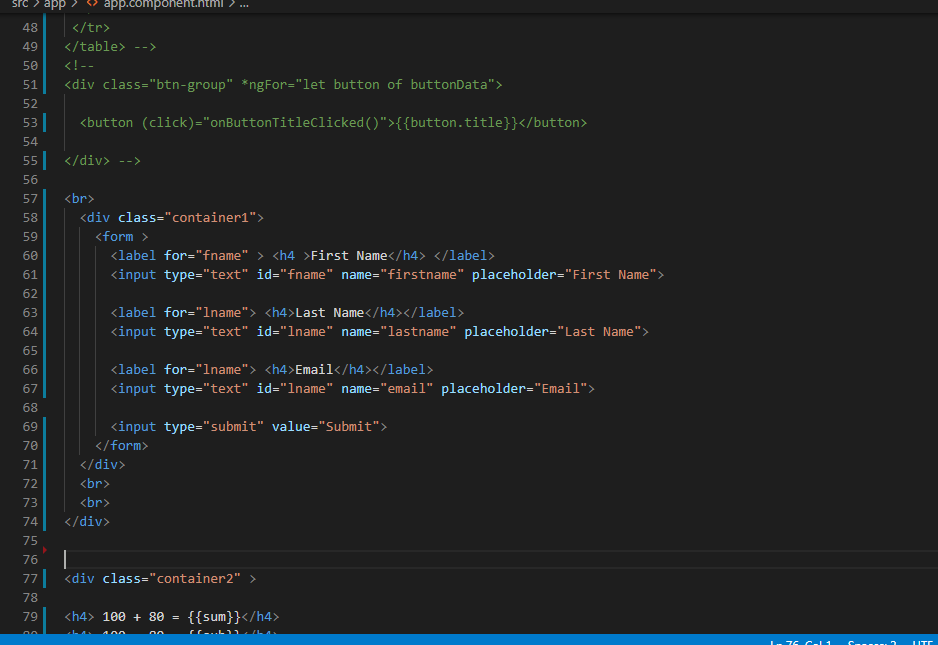 src > app > <> app.component.html > ...
48 </tr>
49 </table> -->
50 <!--
51 <div class="btn-group" *ngFor="let button of buttonData">
52
53 <button (click)="onButtonTitleClicked()">{{button.title}}</button>
54
55 </div> -->
56
57 <br>
58 <div class="container1">
59 <form >
60 <label for="fname" > <h4 >First Name</h4> </label>
61 <input type="text" id="fname" name="firstname" placeholder="First Name">
62
63 <label for="lname"> <h4>Last Name</h4></label>
64 <input type="text" id="lname" name="lastname" placeholder="Last Name">
65
66 <label for="lname"> <h4>Email</h4></label>
67 <input type="text" id="lname" name="email" placeholder="Email">
68
69 <input type="submit" value="Submit">
70 </form>
71 </div>
72 <br>
73 <br>
74 </div>
75
76
77 <div class="container2" >
78
79 <h4> 100 + 80 = {{sum}}</h4>
80 <h4> 100 - 80 = {{sub}}</h4>
Ln 76, Col 1 Spaces: 2 UTF